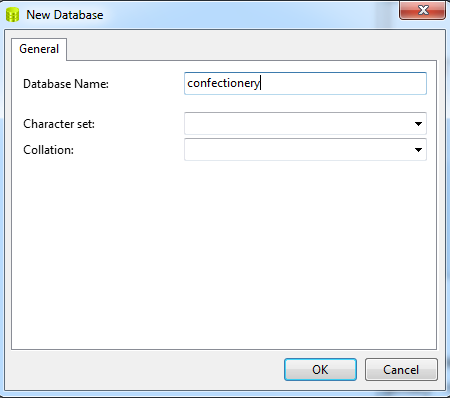 New Database
General
Database Name: confectionery
Character set:
Collation:
OK Cancel